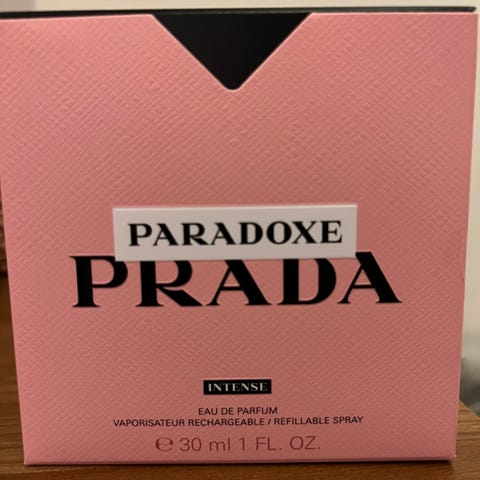 PARADOXE
PRADA
INTENSE
EAU DE PARFUM
VAPORISATEUR RECHARGEABLE / REFILLABLE SPRAY
℮ 30 ml 1 FL. OZ.